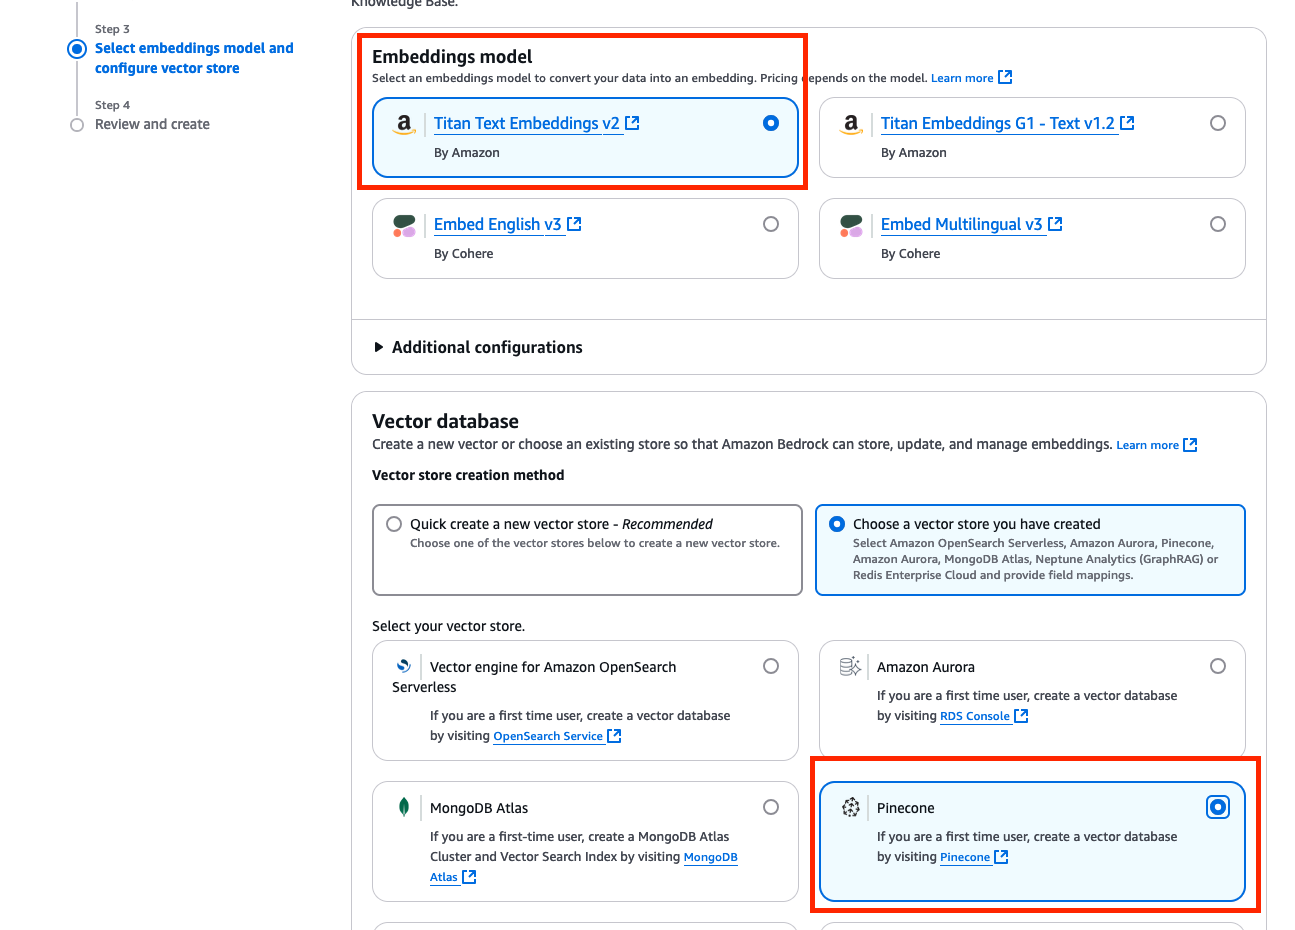 Knowledge Base.
Step 3
Select embeddings model and
configure vector store
Step 4
Review and create
Embeddings model
Select an embeddings model to convert your data into an embedding. Pricing epends on the model. Learn more
Titan Text Embeddings v2
By Amazon
Titan Embeddings G1 - Text v1.2
By Amazon
Embed English v3
By Cohere
Embed Multilingual v3
By Cohere
Additional configurations
Vector database
Create a new vector or choose an existing store so that Amazon Bedrock can store, update, and manage embeddings. Learn more
Vector store creation method
Quick create a new vector store - Recommended
Choose one of the vector stores below to create a new vector store.
Choose a vector store you have created
Select Amazon OpenSearch Serverless, Amazon Aurora, Pinecone,
Amazon Aurora, MongoDB Atlas, Neptune Analytics (GraphRAG) or
Redis Enterprise Cloud and provide field mappings.
Select your vector store.
Vector engine for Amazon OpenSearch
Serverless
If you are a first time user, create a vector database
by visiting OpenSearch Service
Amazon Aurora
If you are a first time user, create a vector database
by visiting RDS Console
MongoDB Atlas
If you are a first-time user, create a MongoDB Atlas
Cluster and Vector Search Index by visiting MongoDB
Atlas
Pinecone
If you are a first time user, create a vector database
by visiting Pinecone